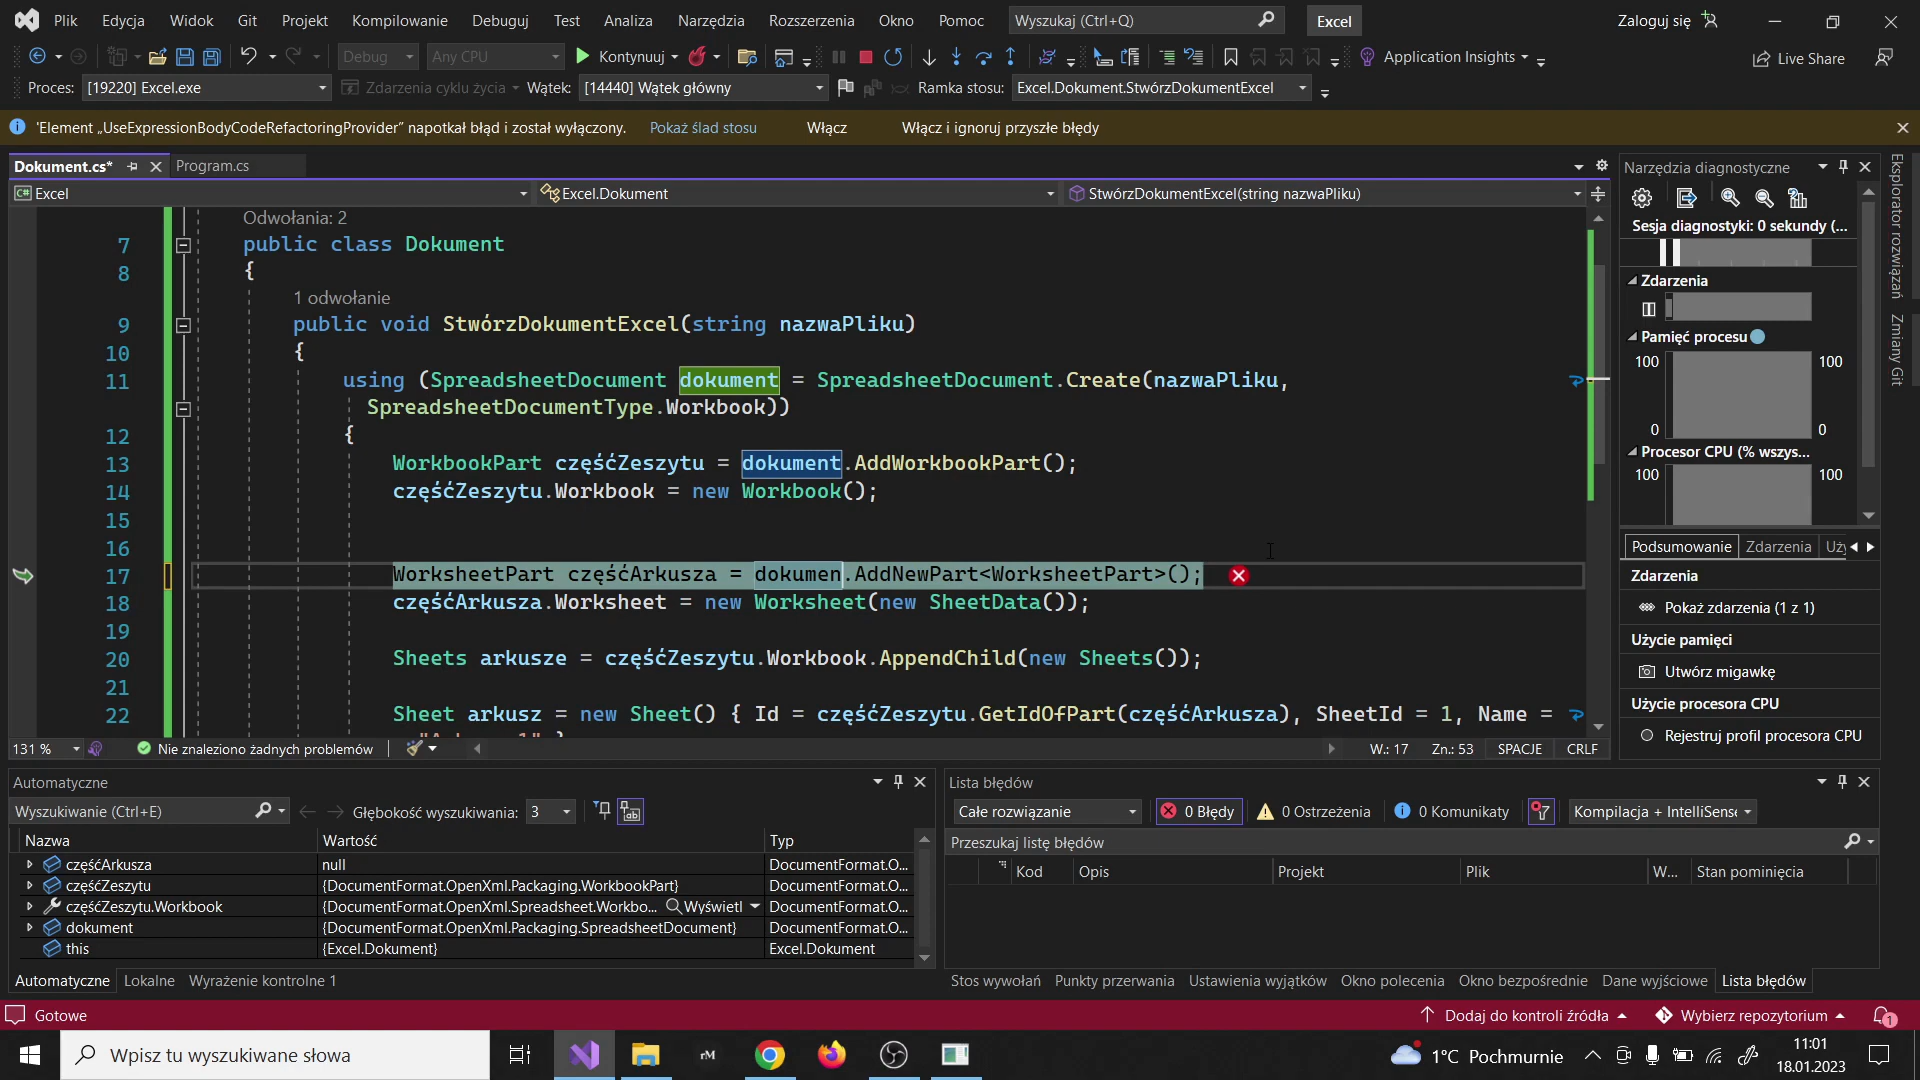 Plik Edycja Widok Git Projekt Kompilowanie Debuguj Test Analiza Narzędzia Rozszerzenia Okno Pomoc Wyszukaj (Ctrl+Q) Excel Zaloguj się
Debug Any CPU Kontynuuj Application Insights Live Share
Proces: [19220] Excel.exe Zdarzenia cyklu życia Wątek: [14440] Wątek główny Ramka stosu: Excel.Dokument.StwórzDokumentExcel
'Element „UseExpressionBodyCodeRefactoringProvider” napotkał błąd i został wyłączony. Pokaż ślad stosu Włącz Włącz i ignoruj przyszłe błędy
Dokument.cs* Program.cs
Excel Excel.Dokument StwórzDokumentExcel(string nazwaPliku)
Odwołania: 2
7 public class Dokument
8 {
1 odwołanie
9 public void StwórzDokumentExcel(string nazwaPliku)
10 {
11 using (SpreadsheetDocument dokument = SpreadsheetDocument.Create(nazwaPliku,
SpreadsheetDocumentType.Workbook))
12 {
13 WorkbookPart częśćZeszytu = dokument.AddWorkbookPart();
14 częśćZeszytu.Workbook = new Workbook();
15
16
17 WorksheetPart częśćArkusza = dokumen.AddNewPart<WorksheetPart>();
18 częśćArkusza.Worksheet = new Worksheet(new SheetData());
19
20 Sheets arkusze = częśćZeszytu.Workbook.AppendChild(new Sheets());
21
22 Sheet arkusz = new Sheet() { Id = częśćZeszytu.GetIdOfPart(częśćArkusza), SheetId = 1, Name =
131 % Nie znaleziono żadnych problemów W.: 17 Zn.: 53 SPACJE CRLF
Narzędzia diagnostyczne
Sesja diagnostyki: 0 sekundy (...
Zdarzenia
Pamięć procesu
100 100
0 0
Procesor CPU (% wszys...
100 100
Podsumowanie Zdarzenia Uży
Zdarzenia
Pokaż zdarzenia (1 z 1)
Użycie pamięci
Utwórz migawkę
Użycie procesora CPU
Rejestruj profil procesora CPU
Eksplorator rozwiązań
Zmiany Git
Automatyczne
Wyszukiwanie (Ctrl+E) Głębokość wyszukiwania: 3
Nazwa Wartość Typ
częśćArkusza null DocumentFormat.O...
częśćZeszytu {DocumentFormat.OpenXml.Packaging.WorkbookPart} DocumentFormat.O...
częśćZeszytu.Workbook {DocumentFormat.OpenXml.Spreadsheet.Workbo... Wyświetl DocumentFormat.O...
dokument {DocumentFormat.OpenXml.Packaging.SpreadsheetDocument} DocumentFormat.O...
this {Excel.Dokument} Excel.Dokument
Automatyczne Lokalne Wyrażenie kontrolne 1
Lista błędów
Całe rozwiązanie 0 Błędy 0 Ostrzeżenia 0 Komunikaty Kompilacja + IntelliSense
Przeszukaj listę błędów
Kod Opis Projekt Plik W... Stan pominięcia
Stos wywołań Punkty przerwania Ustawienia wyjątków Okno polecenia Okno bezpośrednie Dane wyjściowe Lista błędów
Gotowe Dodaj do kontroli źródła Wybierz repozytorium 1
Wpisz tu wyszukiwane słowa rM 1°C Pochmurnie 11:01
18.01.2023